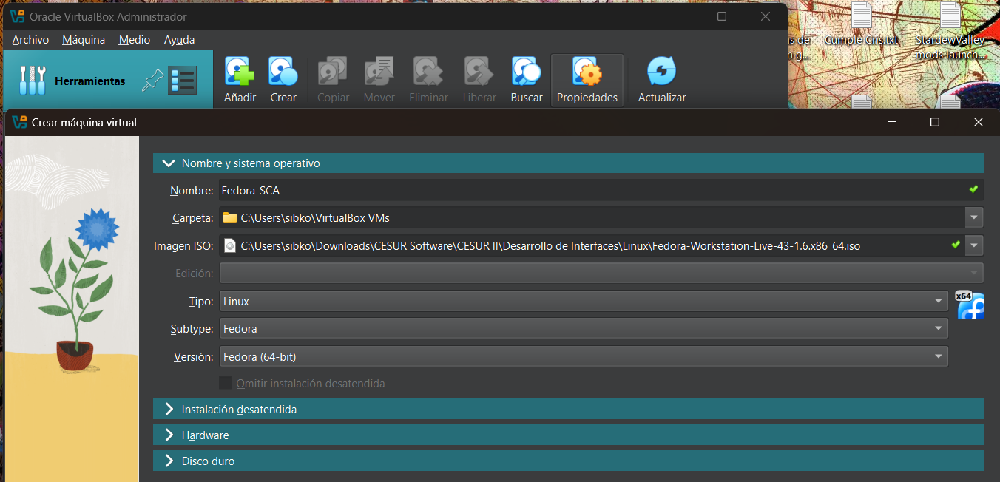 Oracle VirtualBox Administrador
Archivo Máquina Medio Ayuda
Herramientas
Añadir Crear Copiar Mover Eliminar Liberar Buscar Propiedades Actualizar
Cumple Cris.txt
StardewValley
mods launch...
Crear máquina virtual
Nombre y sistema operativo
Nombre: Fedora-SCA
Carpeta: C:\Users\sibko\VirtualBox VMs
Imagen ISO: C:\Users\sibko\Downloads\CESUR Software\CESUR II\Desarrollo de Interfaces\Linux\Fedora-Workstation-Live-43-1.6.x86_64.iso
Edición:
Tipo: Linux
x64
Subtype: Fedora
Versión: Fedora (64-bit)
Omitir instalación desatendida
Instalación desatendida
Hardware
Disco duro